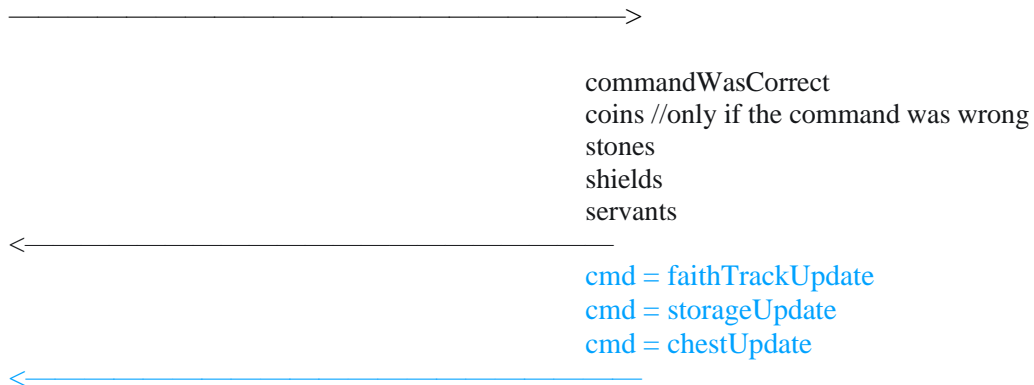 ———————————————————————>
commandWasCorrect
coins //only if the command was wrong
stones
shields
servants
<——————————————————————
cmd = faithTrackUpdate
cmd = storageUpdate
cmd = chestUpdate
<———————————————————————